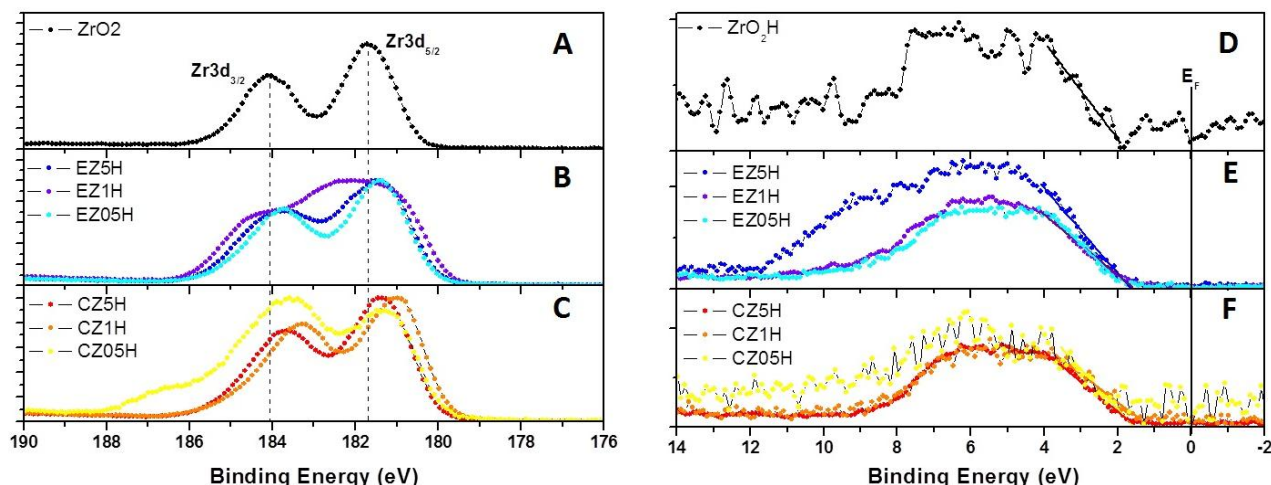 ZrO2
A
Zr3d5/2
Zr3d3/2
EZ5H
EZ1H
EZ05H
B
CZ5H
CZ1H
CZ05H
C
190 188 186 184 182 180 178 176
Binding Energy (eV)
ZrO2H
D
EF
EZ5H
EZ1H
EZ05H
E
CZ5H
CZ1H
CZ05H
F
14 12 10 8 6 4 2 0 -2
Binding Energy (eV)